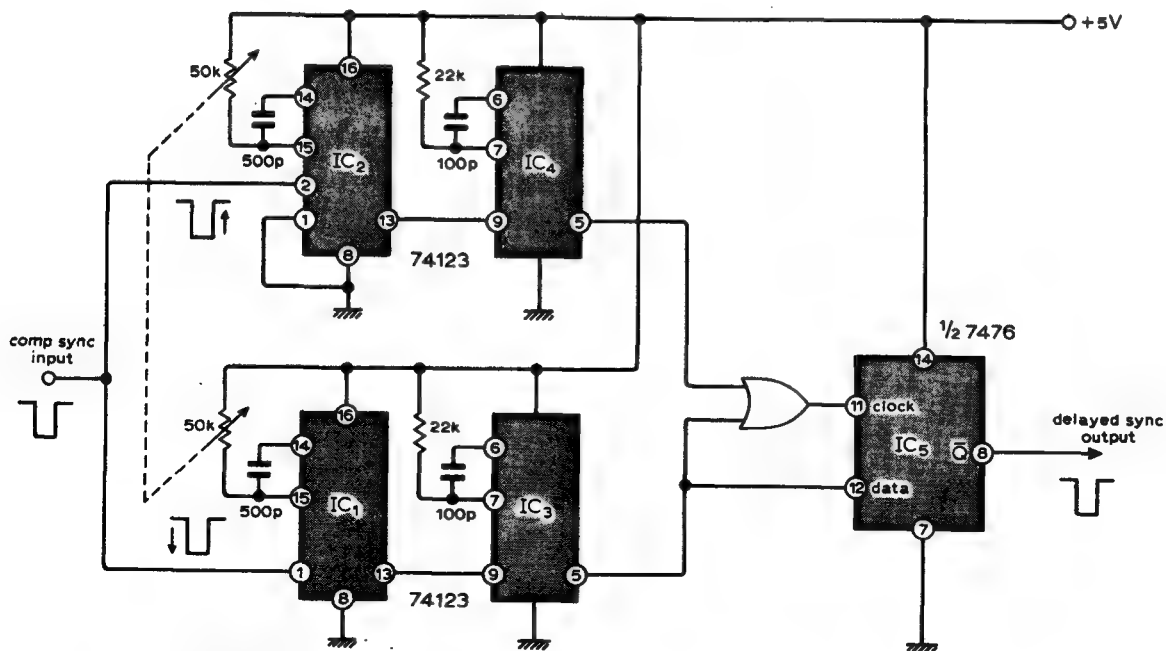 +5V
50k
16
22k
14
6
500p
15
100p
7
IC2
IC4
2
1
13
9
5
8
74123
comp sync
input
1/2 7476
14
50k
16
22k
14
6
11
clock
delayed sync
output
500p
15
100p
7
IC1
IC3
IC5
Q̅
8
12
data
1
13
9
5
7
8
74123